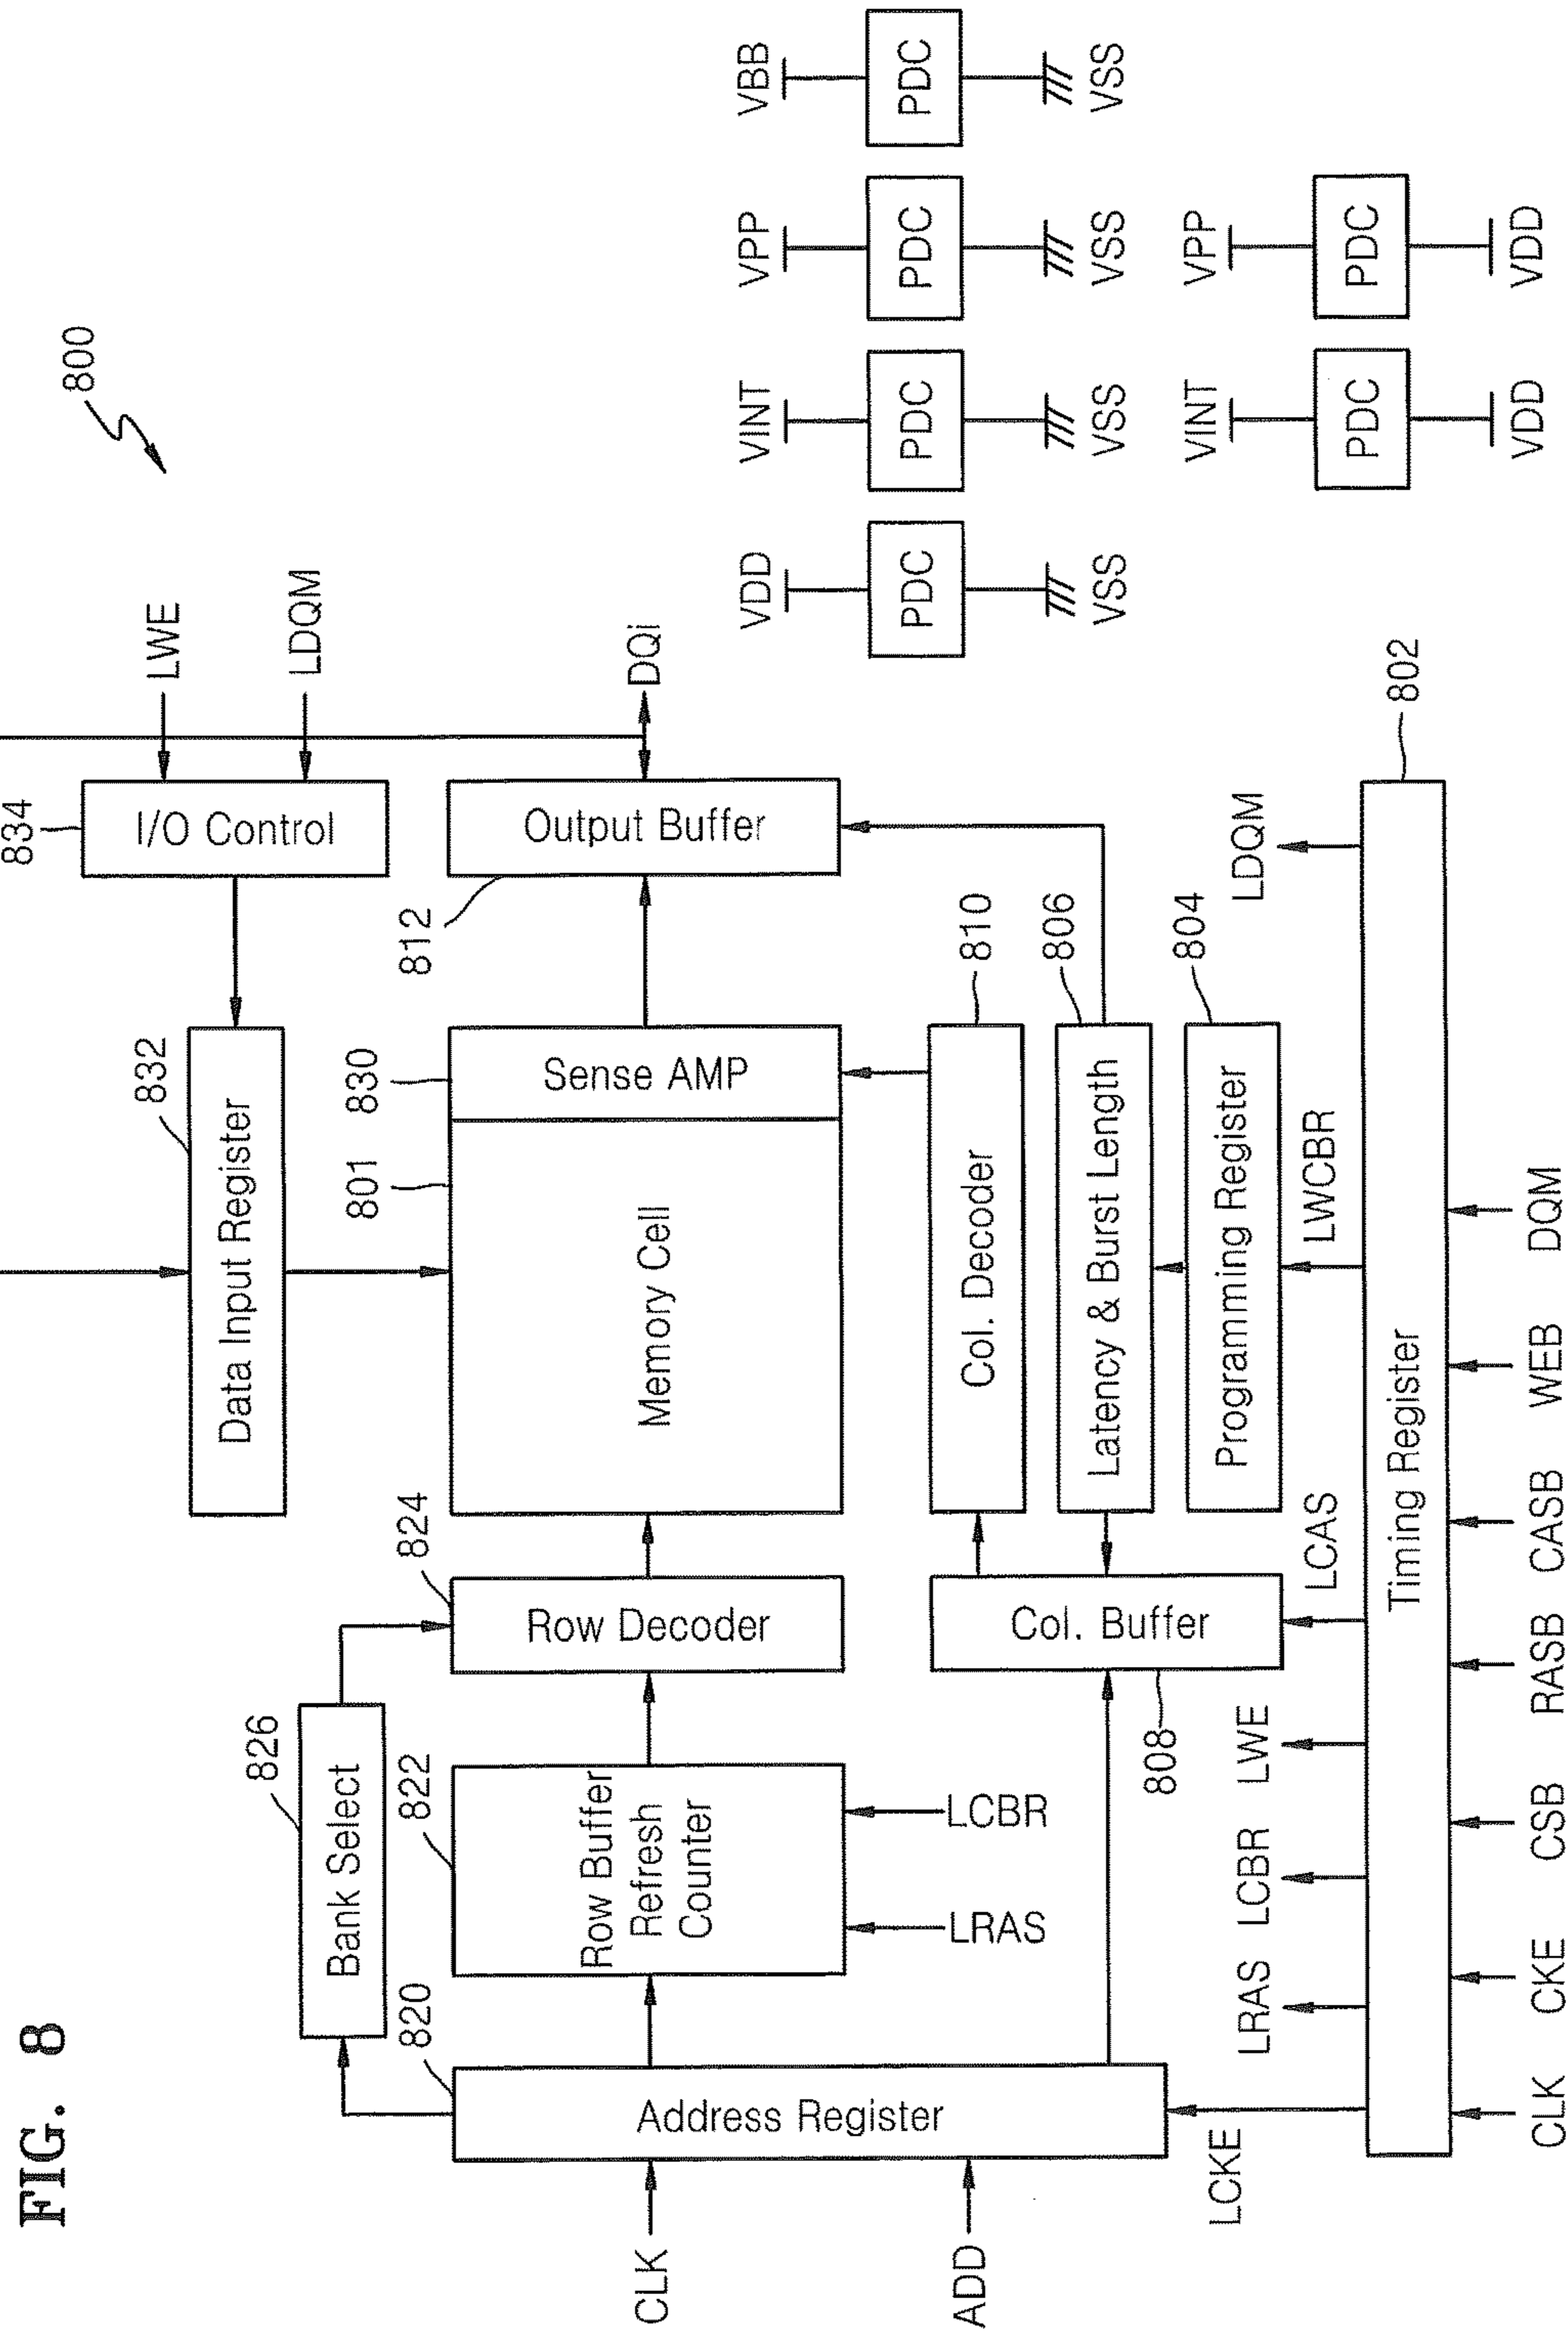 FIG. 8
800
834
I/O Control
LWE
LDQM
832
Data Input Register
826
Bank Select
824
Row Decoder
822
Row Buffer
Refresh
Counter
LRAS
LCBR
820
Address Register
CLK
ADD
801
Memory Cell
830
Sense AMP
812
Output Buffer
DQi
Col. Decoder
810
Latency & Burst Length
806
Programming Register
804
Col. Buffer
808
LCKE
LRAS
LCBR
LWE
LCAS
LWCBR
LDQM
Timing Register
802
CLK
CKE
CSB
RASB
CASB
WEB
DQM
VDD
VINT
VPP
VBB
PDC
PDC
PDC
PDC
VSS
VSS
VSS
VSS
VINT
VPP
PDC
PDC
VDD
VDD